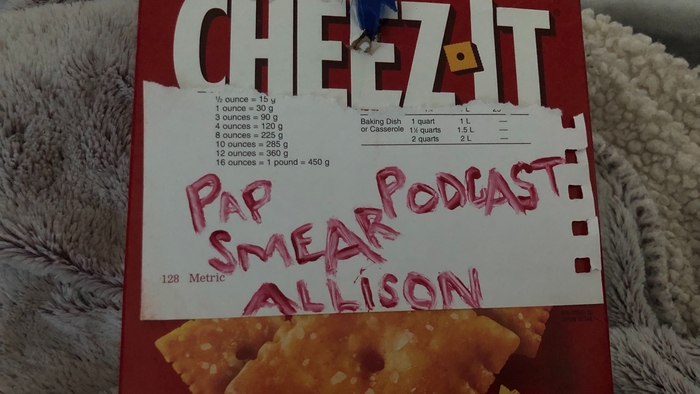 CHEEZ-IT
½ ounce = 15 g
1 ounce = 30 g
3 ounces = 90 g
4 ounces = 120 g
8 ounces = 225 g
10 ounces = 285 g
12 ounces = 360 g
16 ounces = 1 pound = 450 g
Baking Dish 1 quart 1 L —
or Casserole 1½ quarts 1.5 L —
2 quarts 2 L —
PAP PODCAST
SMEAR
128 Metric
ALLISON